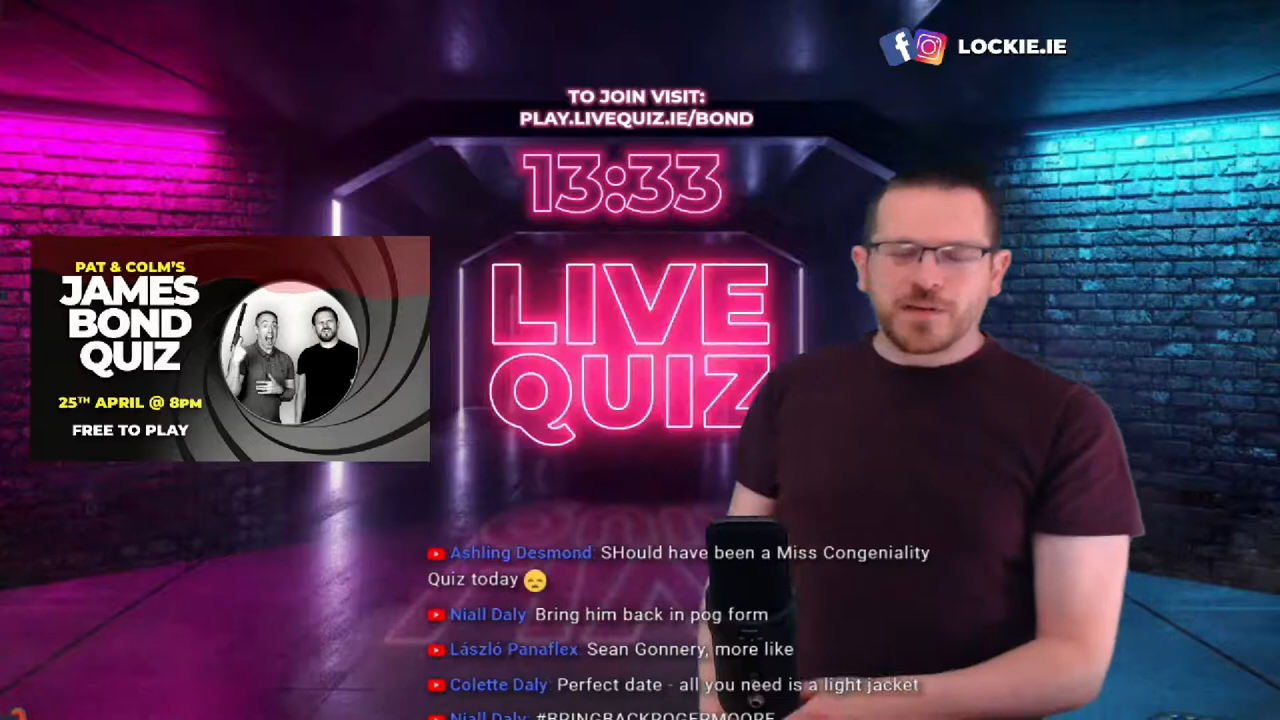 LOCKIE.IE
TO JOIN VISIT:
PLAY.LIVEQUIZ.IE/BOND
13:33
LIVE
QUIZ
PAT & COLM'S
JAMES
BOND
QUIZ
25TH APRIL @ 8PM
FREE TO PLAY
Ashling Desmond: SHould have been a Miss Congeniality
Quiz today
Niall Daly: Bring him back in pog form
László Panaflex: Sean Gonnery, more like
Colette Daly: Perfect date - all you need is a light jacket
Niall Daly: #BRINGBACKROGERMOORE